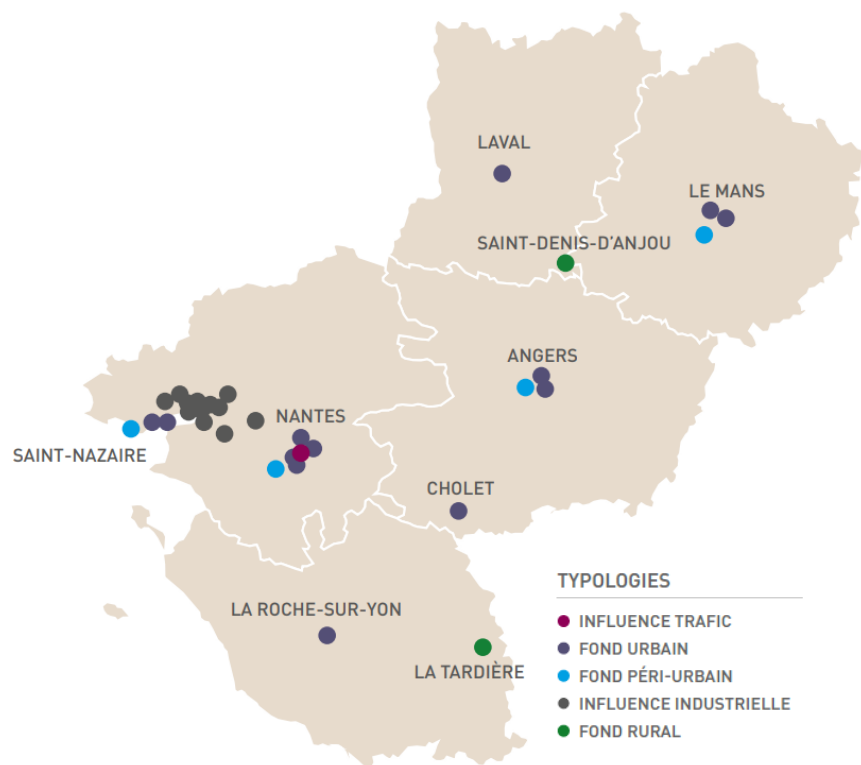 LAVAL
LE MANS
SAINT-DENIS-D'ANJOU
ANGERS
NANTES
SAINT-NAZAIRE
CHOLET
LA ROCHE-SUR-YON
LA TARDIÈRE
TYPOLOGIES
INFLUENCE TRAFIC
FOND URBAIN
FOND PÉRI-URBAIN
INFLUENCE INDUSTRIELLE
FOND RURAL